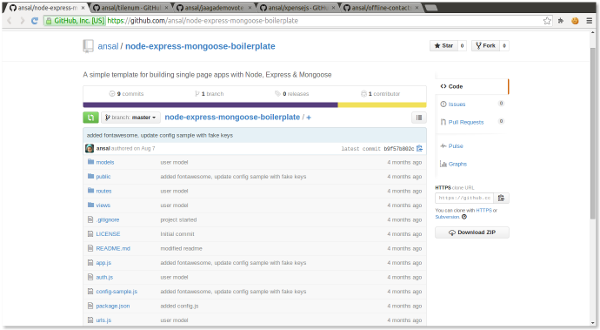 ansal/node-express-mon
ansal/tilenum · GitHub
ansal/jaagademovebo
ansal/xpensejs · GitHub
ansal/offline-contac
GitHub, Inc. [US] https://github.com/ansal/node-express-mongoose-boilerplate
ansal / node-express-mongoose-boilerplate
Star 0 Fork 0
A simple template for building single page apps with Node, Express & Mongoose
9 commits 1 branch 0 releases 1 contributor
branch: master node-express-mongoose-boilerplate / +
added fontawesome, update config sample with fake keys
ansal authored on Aug 7 latest commit b9f57b802c
models user model 4 months ago
public added fontawesome, update config sample with fake keys 4 months ago
routes user model 4 months ago
views user model 4 months ago
.gitignore project started 4 months ago
LICENSE Initial commit 4 months ago
README.md modified readme 4 months ago
app.js added fontawesome, update config sample with fake keys 4 months ago
auth.js user model 4 months ago
config-sample.js added fontawesome, update config sample with fake keys 4 months ago
package.json added config.js 4 months ago
urls.js user model 4 months ago
Code
Issues 0
Pull Requests 0
Pulse
Graphs
HTTPS clone URL
https://github.co
You can clone with HTTPS or
Subversion.
Download ZIP